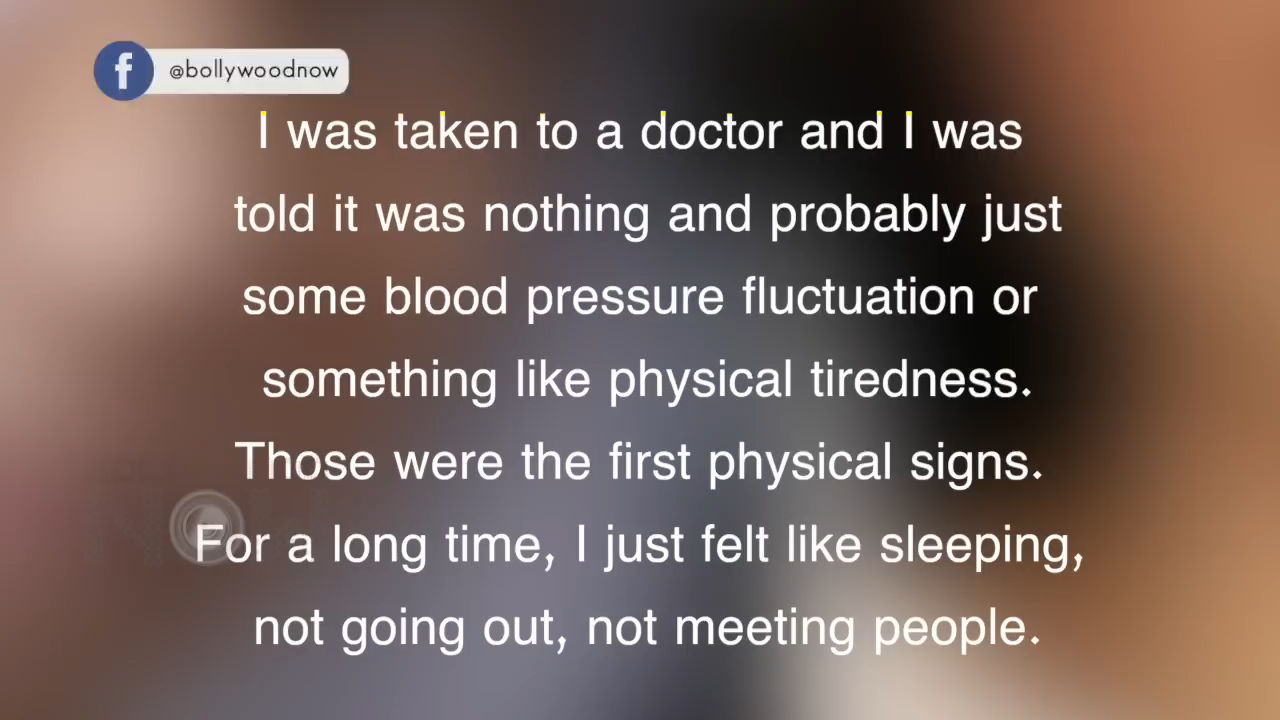 @bollywoodnow
I was taken to a doctor and I was
told it was nothing and probably just
some blood pressure fluctuation or
something like physical tiredness.
Those were the first physical signs.
For a long time, I just felt like sleeping,
not going out, not meeting people.